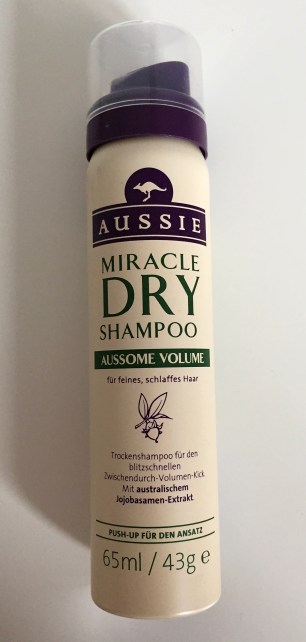 AUSSIE
MIRACLE
DRY
SHAMPOO
AUSSOME VOLUME
für feines, schlaffes Haar
Trockenshampoo für den
blitzschnellen
Zwischendurch-Volumen-Kick.
Mit australischem
Jojobasamen-Extrakt
PUSH-UP FÜR DEN ANSATZ
65ml / 43g ℮